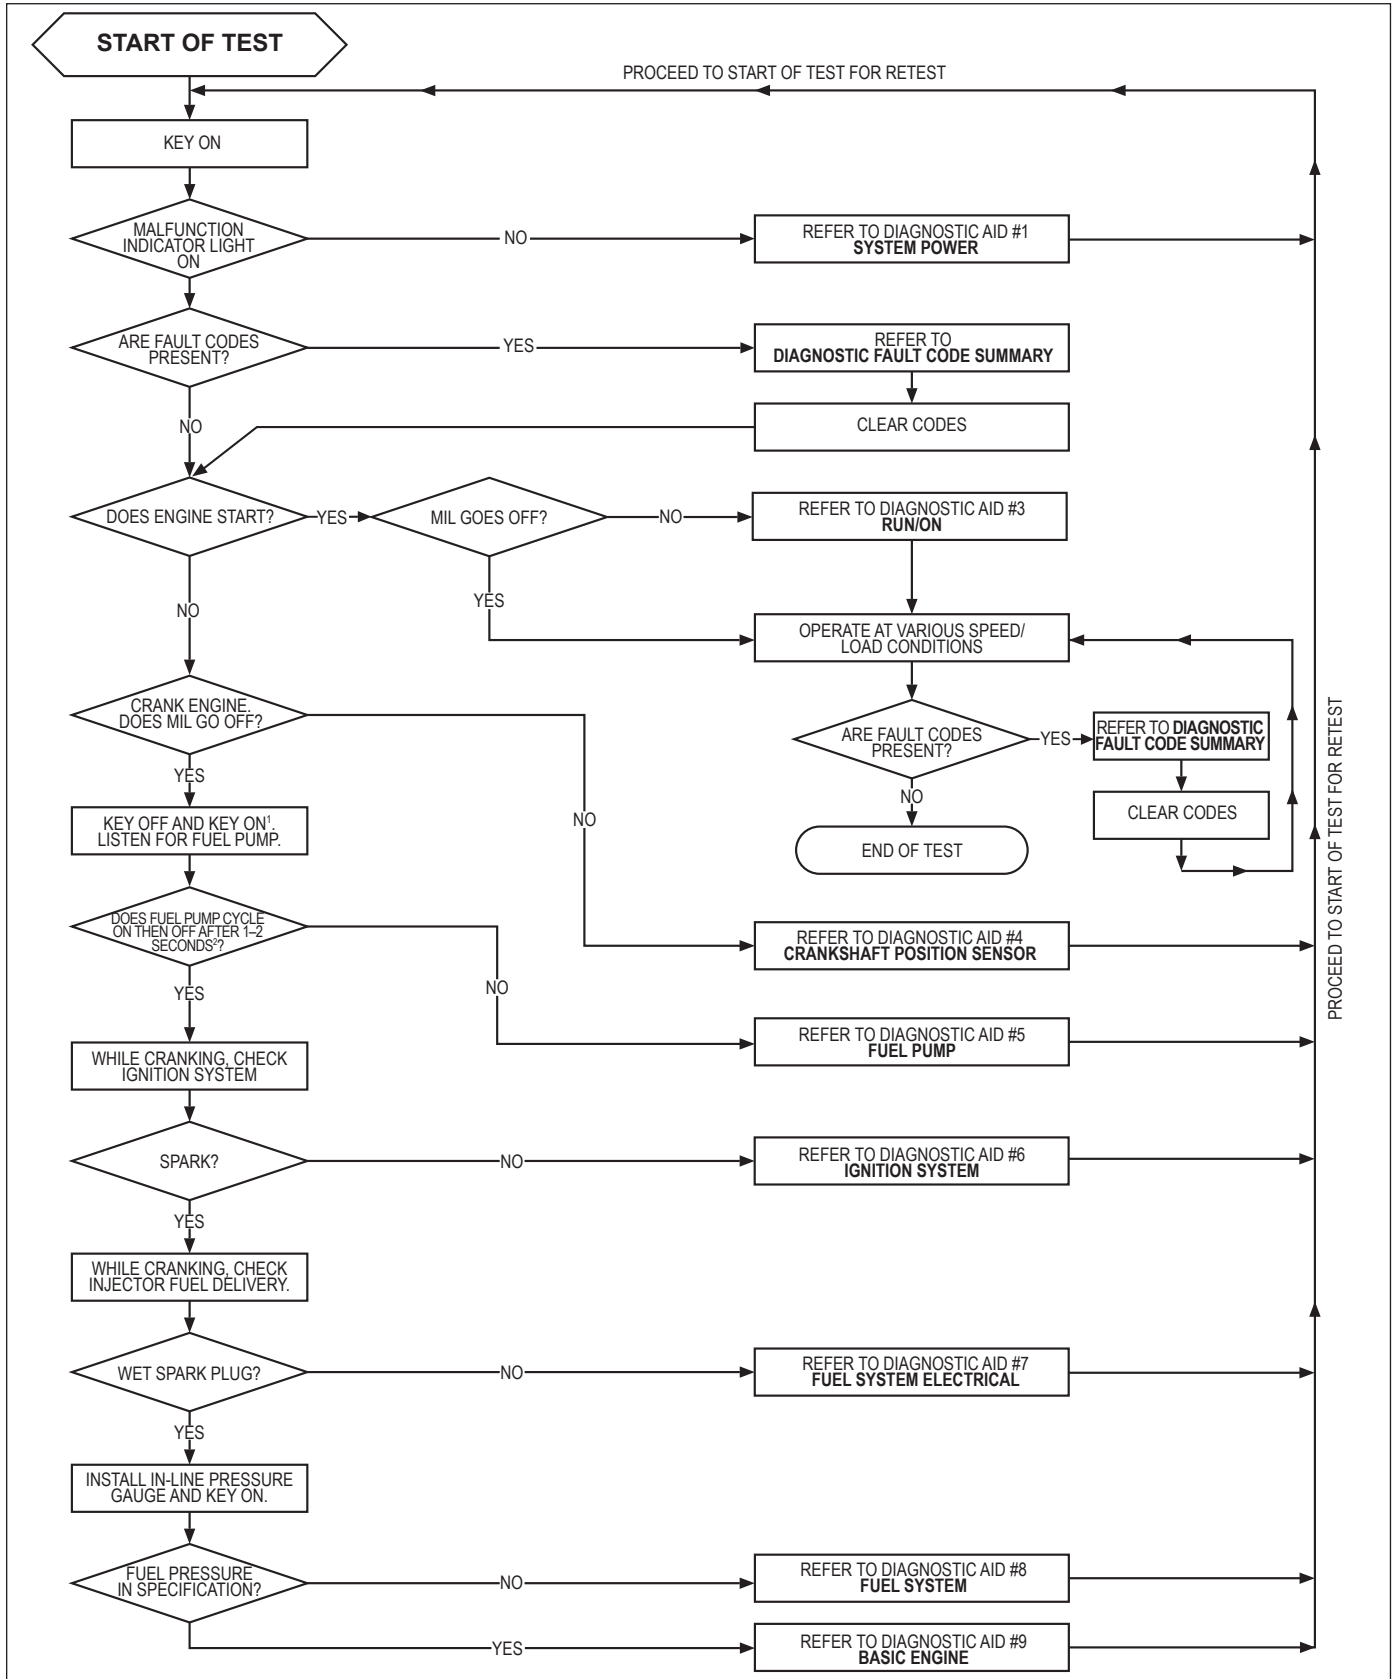 START OF TEST
PROCEED TO START OF TEST FOR RETEST
KEY ON
MALFUNCTION
INDICATOR LIGHT
ON
NO
REFER TO DIAGNOSTIC AID #1
SYSTEM POWER
ARE FAULT CODES
PRESENT?
YES
REFER TO
DIAGNOSTIC FAULT CODE SUMMARY
CLEAR CODES
NO
DOES ENGINE START?
YES
MIL GOES OFF?
NO
REFER TO DIAGNOSTIC AID #3
RUN/ON
YES
NO
OPERATE AT VARIOUS SPEED/
LOAD CONDITIONS
CRANK ENGINE.
DOES MIL GO OFF?
ARE FAULT CODES
PRESENT?
YES
REFER TO DIAGNOSTIC
FAULT CODE SUMMARY
YES
NO
CLEAR CODES
KEY OFF AND KEY ON¹.
LISTEN FOR FUEL PUMP.
NO
END OF TEST
PROCEED TO START OF TEST FOR RETEST
DOES FUEL PUMP CYCLE
ON THEN OFF AFTER 1–2
SECONDS²?
REFER TO DIAGNOSTIC AID #4
CRANKSHAFT POSITION SENSOR
YES
NO
WHILE CRANKING, CHECK
IGNITION SYSTEM
REFER TO DIAGNOSTIC AID #5
FUEL PUMP
SPARK?
NO
REFER TO DIAGNOSTIC AID #6
IGNITION SYSTEM
YES
WHILE CRANKING, CHECK
INJECTOR FUEL DELIVERY.
WET SPARK PLUG?
NO
REFER TO DIAGNOSTIC AID #7
FUEL SYSTEM ELECTRICAL
YES
INSTALL IN-LINE PRESSURE
GAUGE AND KEY ON.
FUEL PRESSURE
IN SPECIFICATION?
NO
REFER TO DIAGNOSTIC AID #8
FUEL SYSTEM
YES
REFER TO DIAGNOSTIC AID #9
BASIC ENGINE